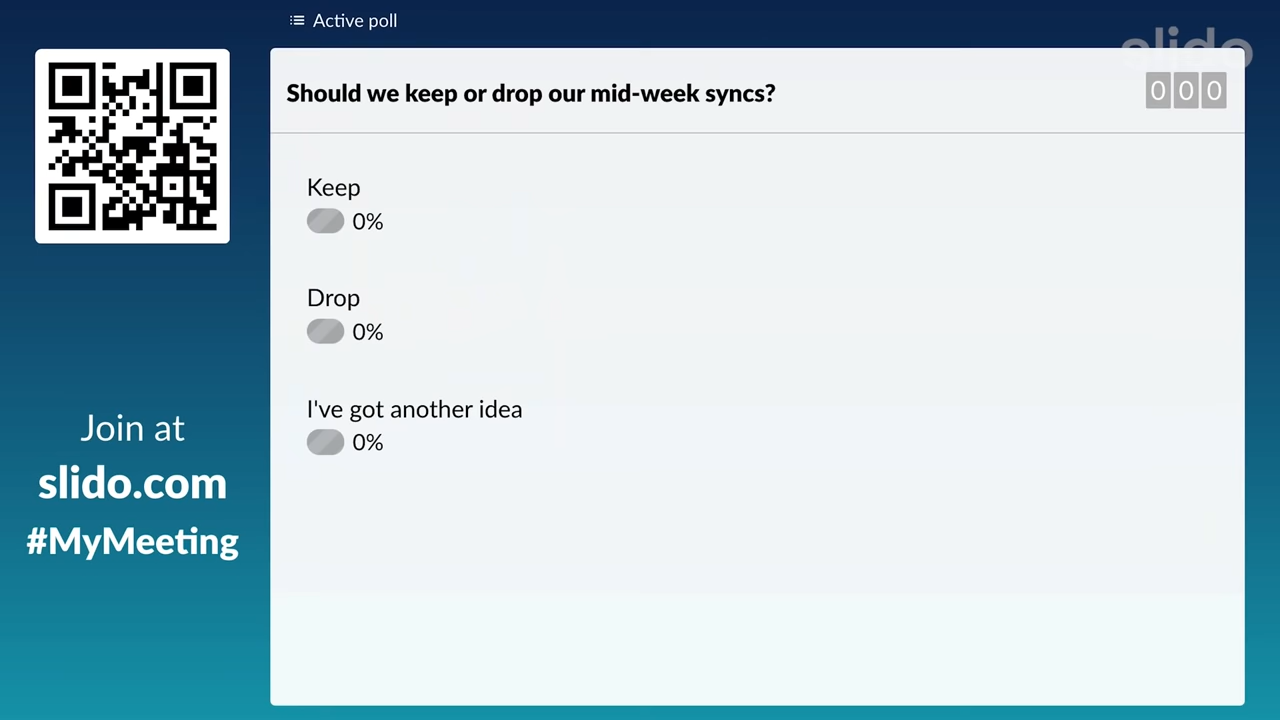 Active poll
slido
Should we keep or drop our mid-week syncs?
000
Keep
0%
Drop
0%
I've got another idea
0%
Join at
slido.com
#MyMeeting